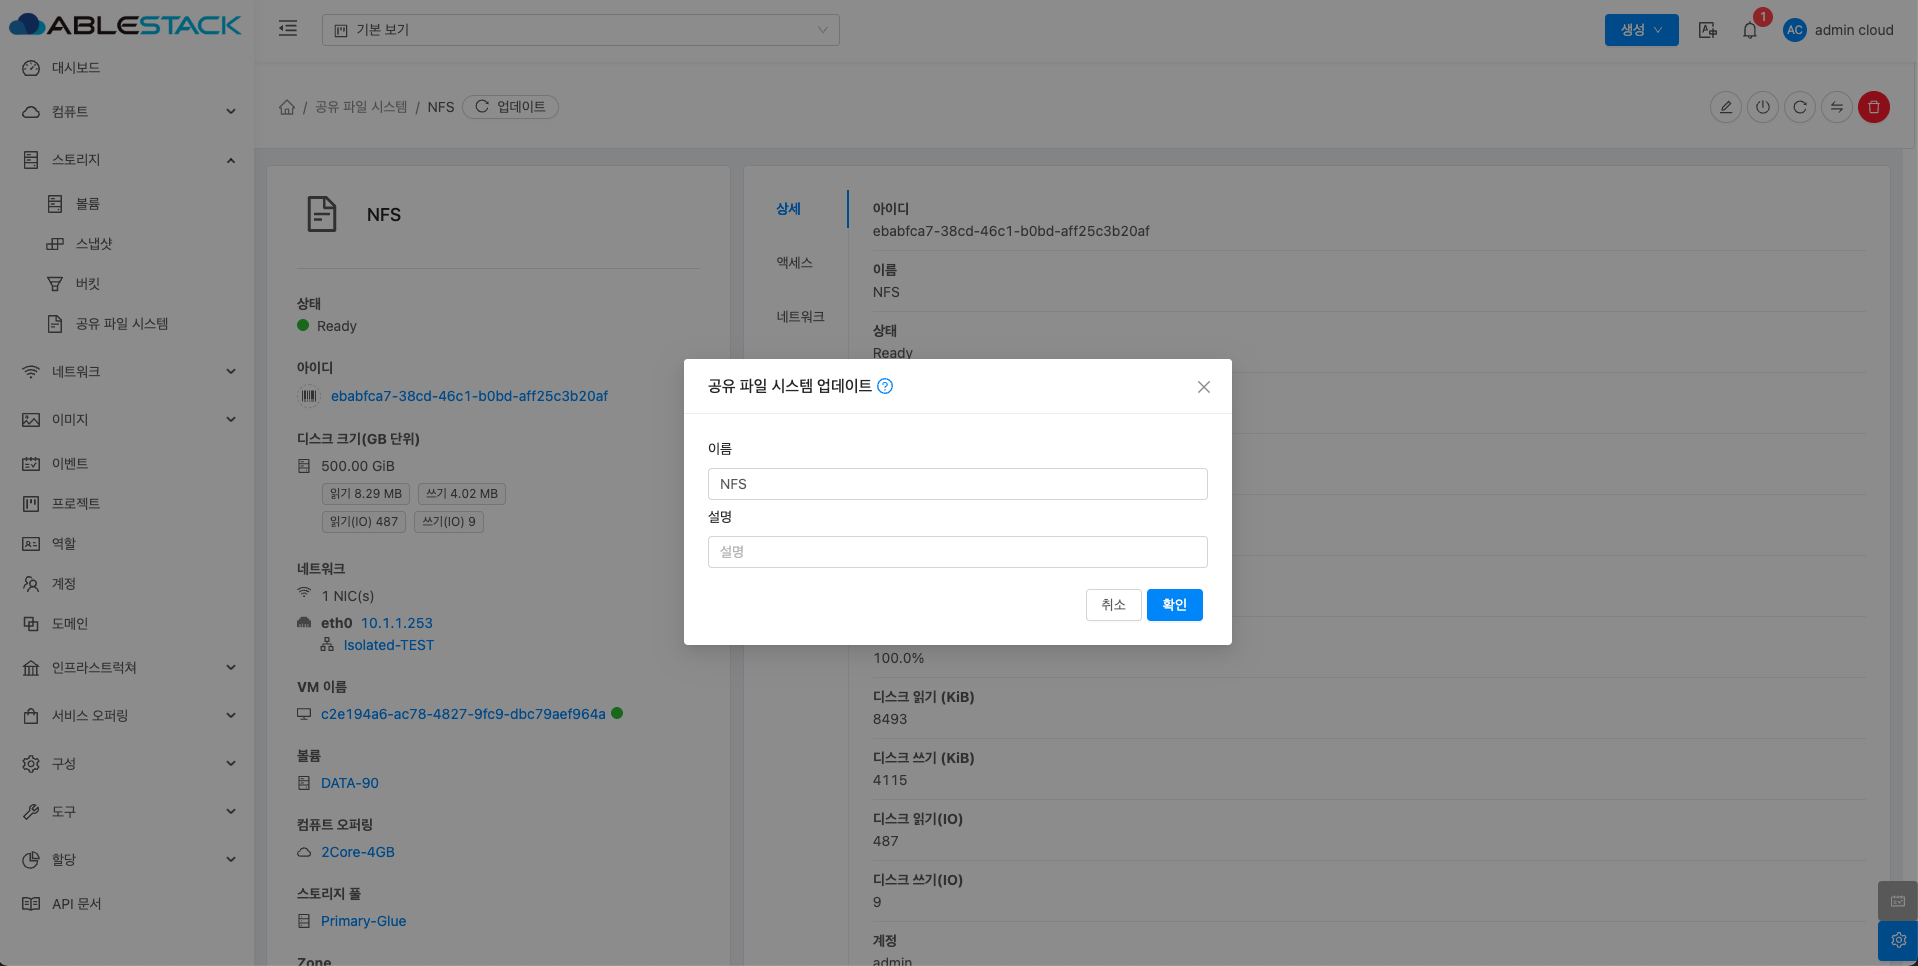 ABLESTACK
기본 보기
생성
1
AC
admin cloud
대시보드
컴퓨트
스토리지
볼륨
스냅샷
버킷
공유 파일 시스템
네트워크
이미지
이벤트
프로젝트
역할
계정
도메인
인프라스트럭쳐
서비스 오퍼링
구성
도구
할당
API 문서
/ 공유 파일 시스템 / NFS 업데이트
NFS
상태
Ready
아이디
ebabfca7-38cd-46c1-b0bd-aff25c3b20af
디스크 크기(GB 단위)
500.00 GiB
읽기 8.29 MB 쓰기 4.02 MB
읽기(IO) 487 쓰기(IO) 9
네트워크
1 NIC(s)
eth0 10.1.1.253
Isolated-TEST
VM 이름
c2e194a6-ac78-4827-9fc9-dbc79aef964a
볼륨
DATA-90
컴퓨트 오퍼링
2Core-4GB
스토리지 풀
Primary-Glue
Zone
상세
액세스
네트워크
아이디
ebabfca7-38cd-46c1-b0bd-aff25c3b20af
이름
NFS
상태
Ready
공유 파일 시스템 업데이트
이름
NFS
설명
설명
취소 확인
100.0%
디스크 읽기 (KiB)
8493
디스크 쓰기 (KiB)
4115
디스크 읽기(IO)
487
디스크 쓰기(IO)
9
계정
admin